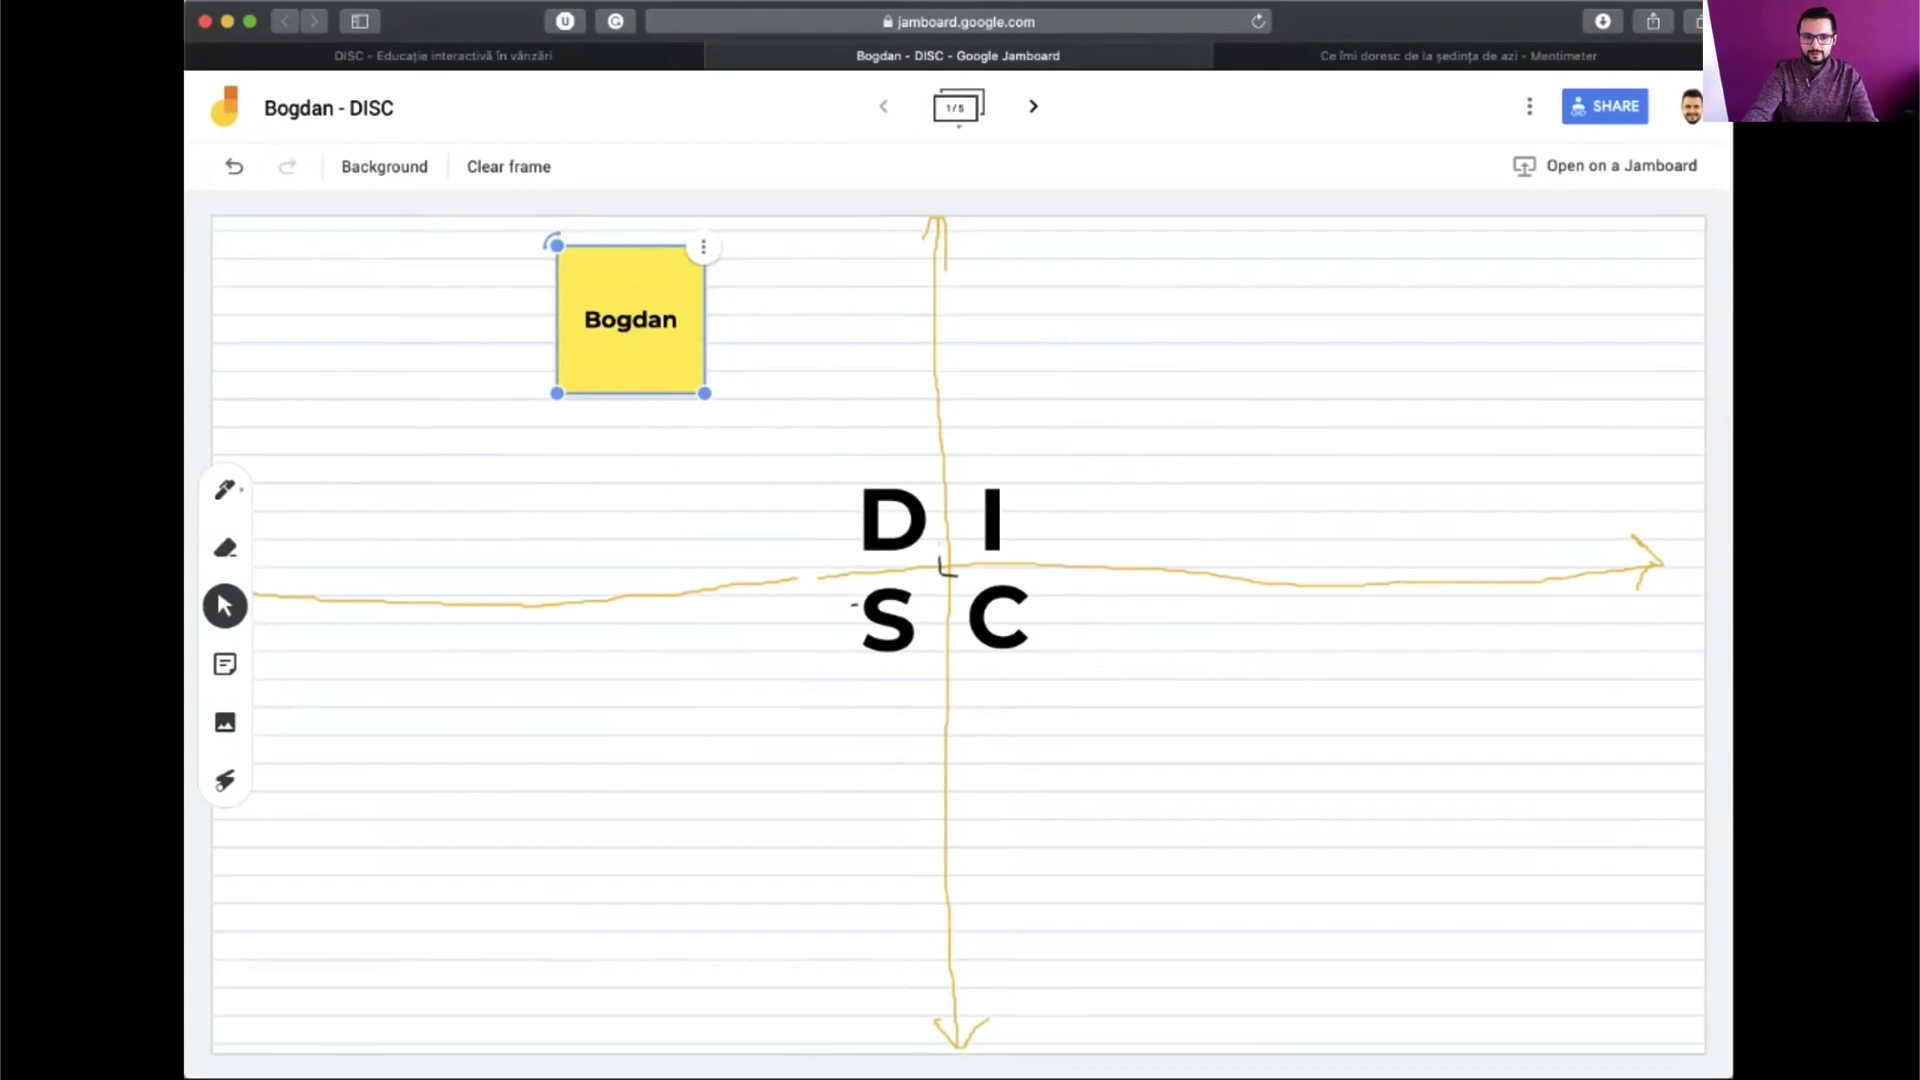 jamboard.google.com
DISC - Educație interactivă în vânzări
Bogdan - DISC - Google Jamboard
Ce îmi doresc de la ședința de azi - Mentimeter
Bogdan - DISC
1/5
SHARE
Background
Clear frame
Open on a Jamboard
Bogdan
D I
S C